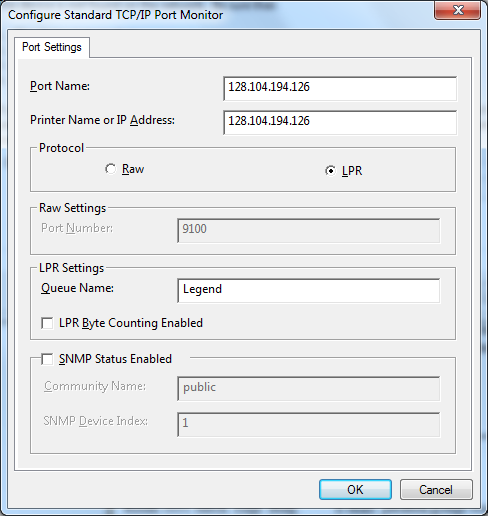 Configure Standard TCP/IP Port Monitor
Port Settings
Port Name: 128.104.194.126
Printer Name or IP Address: 128.104.194.126
Protocol
Raw LPR
Raw Settings
Port Number: 9100
LPR Settings
Queue Name: Legend
LPR Byte Counting Enabled
SNMP Status Enabled
Community Name: public
SNMP Device Index: 1
OK Cancel